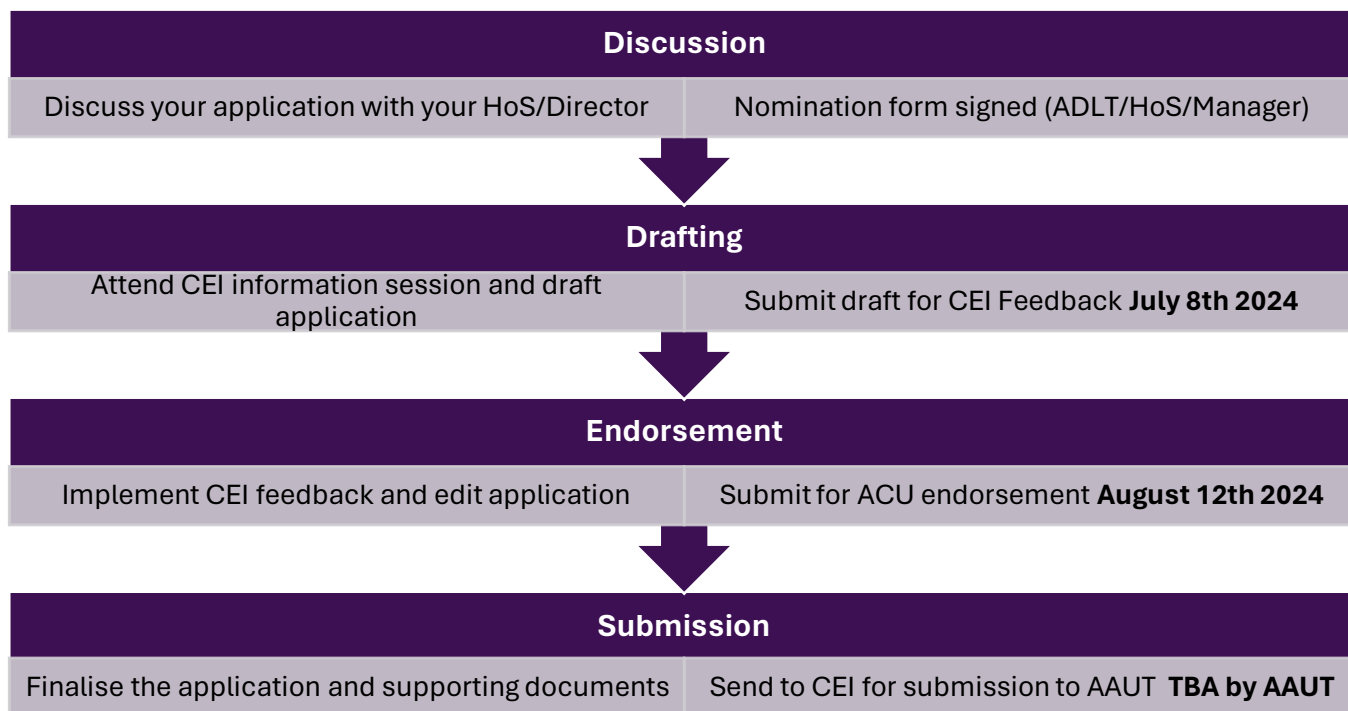 Discussion
Discuss your application with your HoS/Director
Nomination form signed (ADLT/HoS/Manager)
Drafting
Attend CEI information session and draft
application
Submit draft for CEI Feedback July 8th 2024
Endorsement
Implement CEI feedback and edit application
Submit for ACU endorsement August 12th 2024
Submission
Finalise the application and supporting documents
Send to CEI for submission to AAUT TBA by AAUT